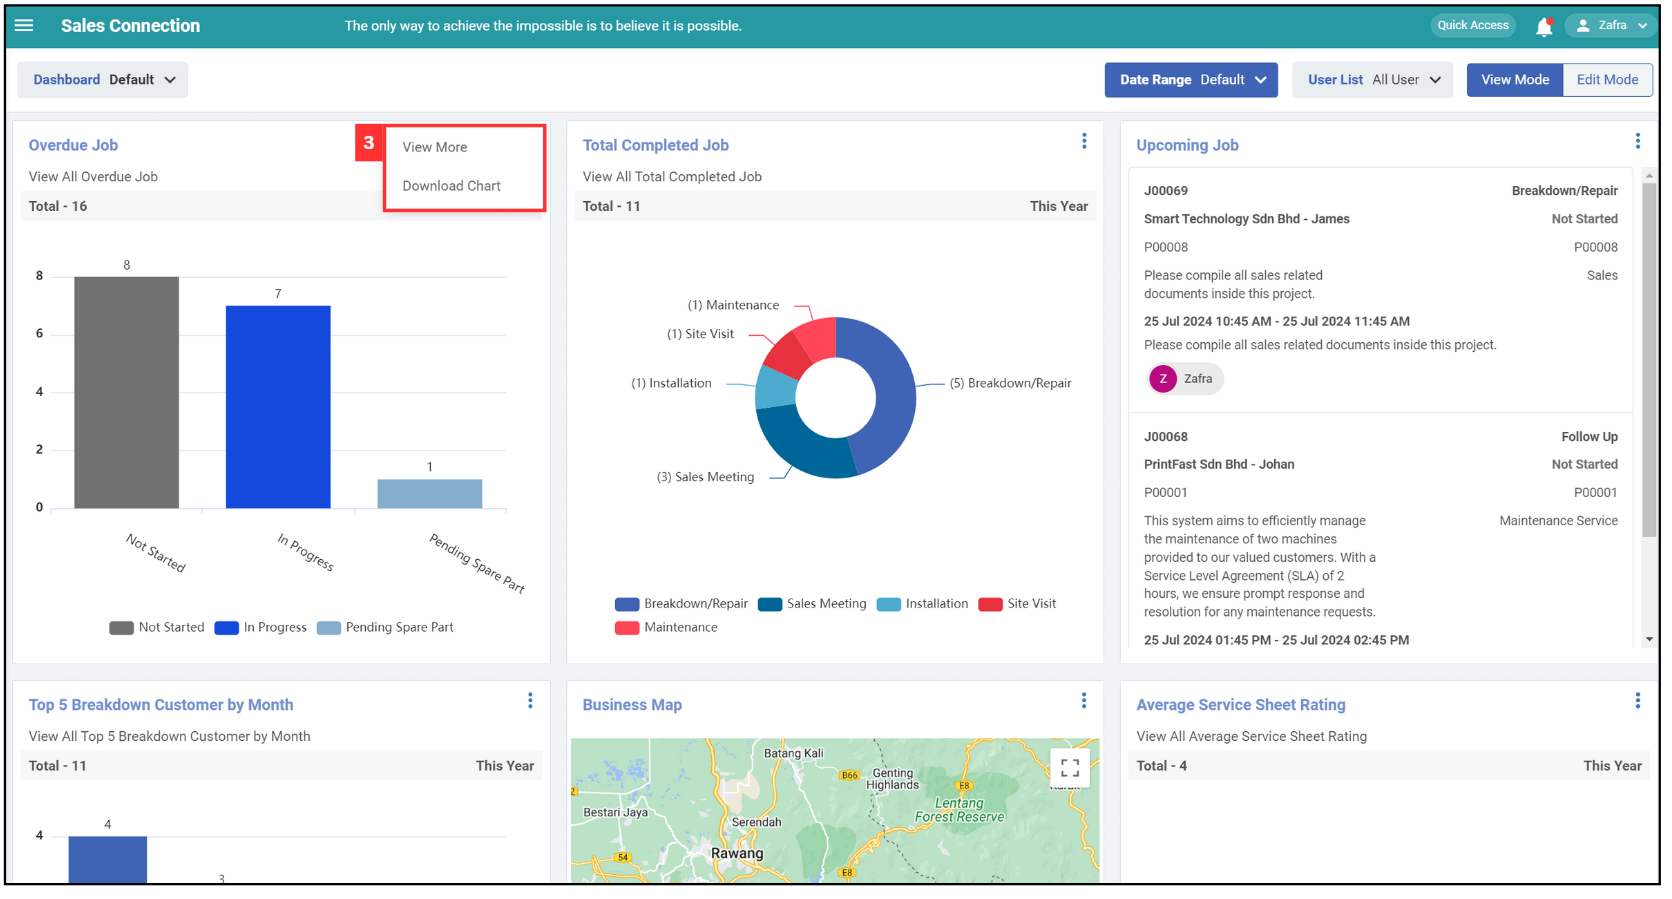 Sales Connection
The only way to achieve the impossible is to believe it is possible.
Quick Access
Zafra
Dashboard Default
Date Range Default
User List All User
View Mode
Edit Mode
Overdue Job
3
View More
Download Chart
View All Overdue Job
Total - 16
8
6
4
2
0
8
7
1
Not Started
In Progress
Pending Spare Part
Not Started In Progress Pending Spare Part
Total Completed Job
View All Total Completed Job
Total - 11 This Year
(1) Maintenance
(1) Site Visit
(1) Installation
(5) Breakdown/Repair
(3) Sales Meeting
Breakdown/Repair Sales Meeting Installation Site Visit
Maintenance
Upcoming Job
J00069 Breakdown/Repair
Smart Technology Sdn Bhd - James Not Started
P00008 P00008
Please compile all sales related Sales
documents inside this project.
25 Jul 2024 10:45 AM - 25 Jul 2024 11:45 AM
Please compile all sales related documents inside this project.
Z Zafra
J00068 Follow Up
PrintFast Sdn Bhd - Johan Not Started
P00001 P00001
This system aims to efficiently manage Maintenance Service
the maintenance of two machines
provided to our valued customers. With a
Service Level Agreement (SLA) of 2
hours, we ensure prompt response and
resolution for any maintenance requests.
25 Jul 2024 01:45 PM - 25 Jul 2024 02:45 PM
Top 5 Breakdown Customer by Month
View All Top 5 Breakdown Customer by Month
Total - 11 This Year
4
4
3
Business Map
Batang Kali
B66
Genting
Highlands
E8
2
Bestari Jaya
Lentang
Forest Reserve
Serendah
Rawang
54
E8
Average Service Sheet Rating
View All Average Service Sheet Rating
Total - 4 This Year